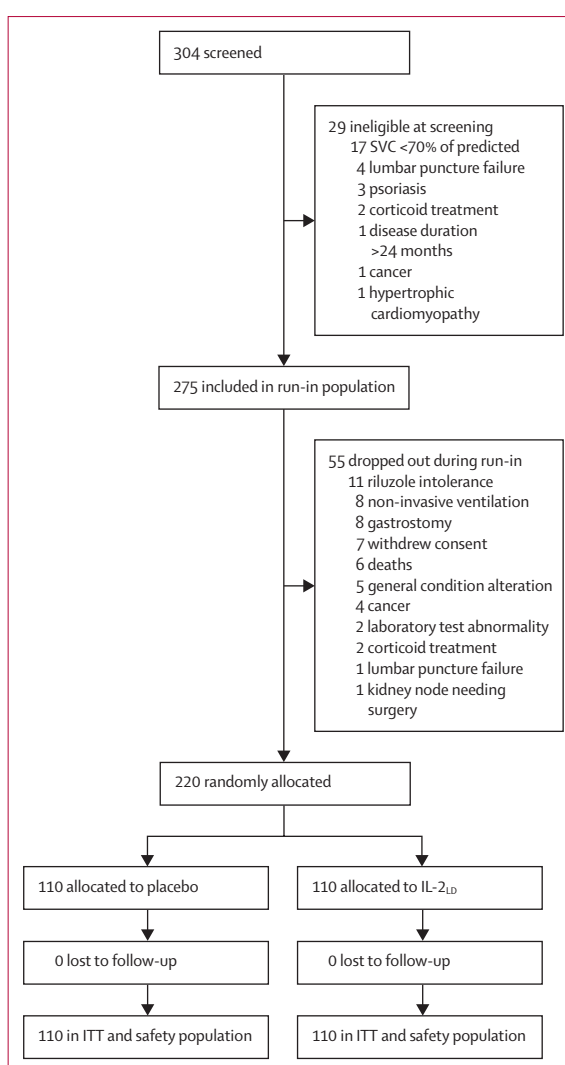 304 screened
29 ineligible at screening
17 SVC <70% of predicted
4 lumbar puncture failure
3 psoriasis
2 corticoid treatment
1 disease duration
>24 months
1 cancer
1 hypertrophic
cardiomyopathy
275 included in run-in population
55 dropped out during run-in
11 riluzole intolerance
8 non-invasive ventilation
8 gastrostomy
7 withdrew consent
6 deaths
5 general condition alteration
4 cancer
2 laboratory test abnormality
2 corticoid treatment
1 lumbar puncture failure
1 kidney node needing
surgery
220 randomly allocated
110 allocated to placebo
110 allocated to IL-2LD
0 lost to follow-up
0 lost to follow-up
110 in ITT and safety population
110 in ITT and safety population